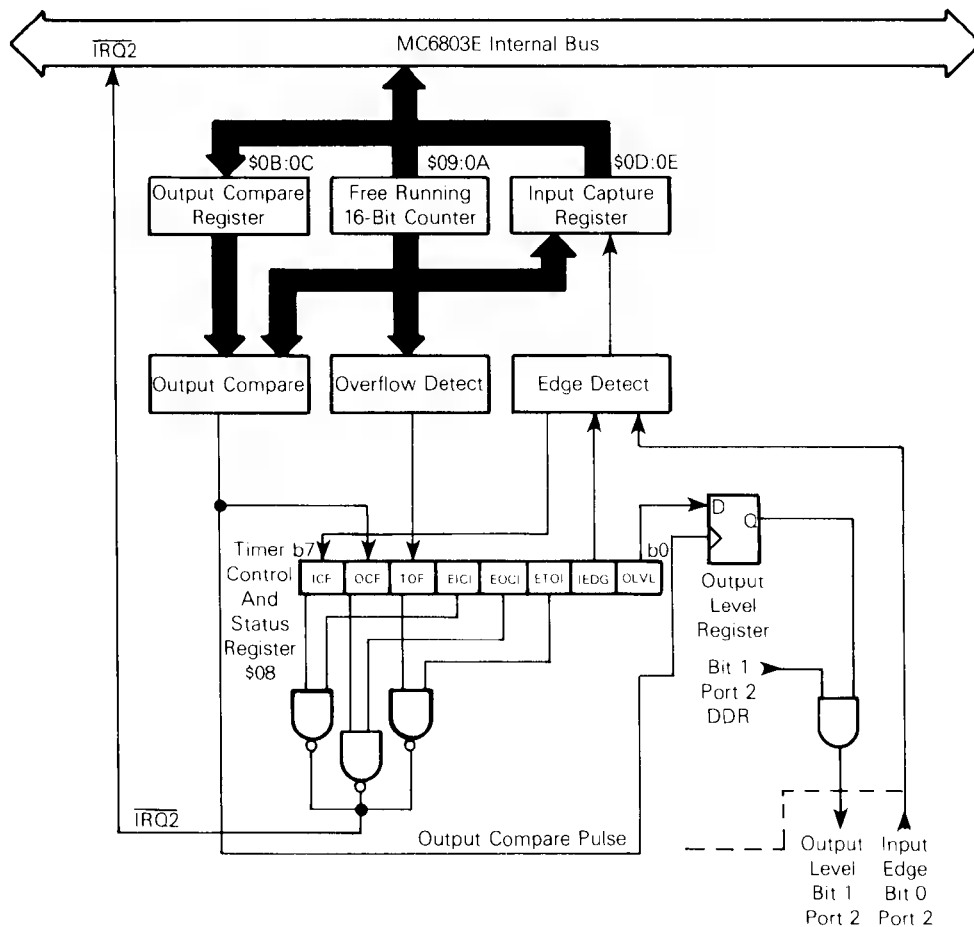 IRQ2
MC6803E Internal Bus
$0B:0C
$09:0A
$0D:0E
Output Compare
Register
Free Running
16-Bit Counter
Input Capture
Register
Output Compare
Overflow Detect
Edge Detect
Timer
Control
And
Status
Register
$08
b7
b0
ICF
OCF
TOF
EICI
EOCI
ETOI
IEDG
OLVL
D
Q
Output
Level
Register
Bit 1
Port 2
DDR
IRQ2
Output Compare Pulse
Output
Level
Bit 1
Port 2
Input
Edge
Bit 0
Port 2